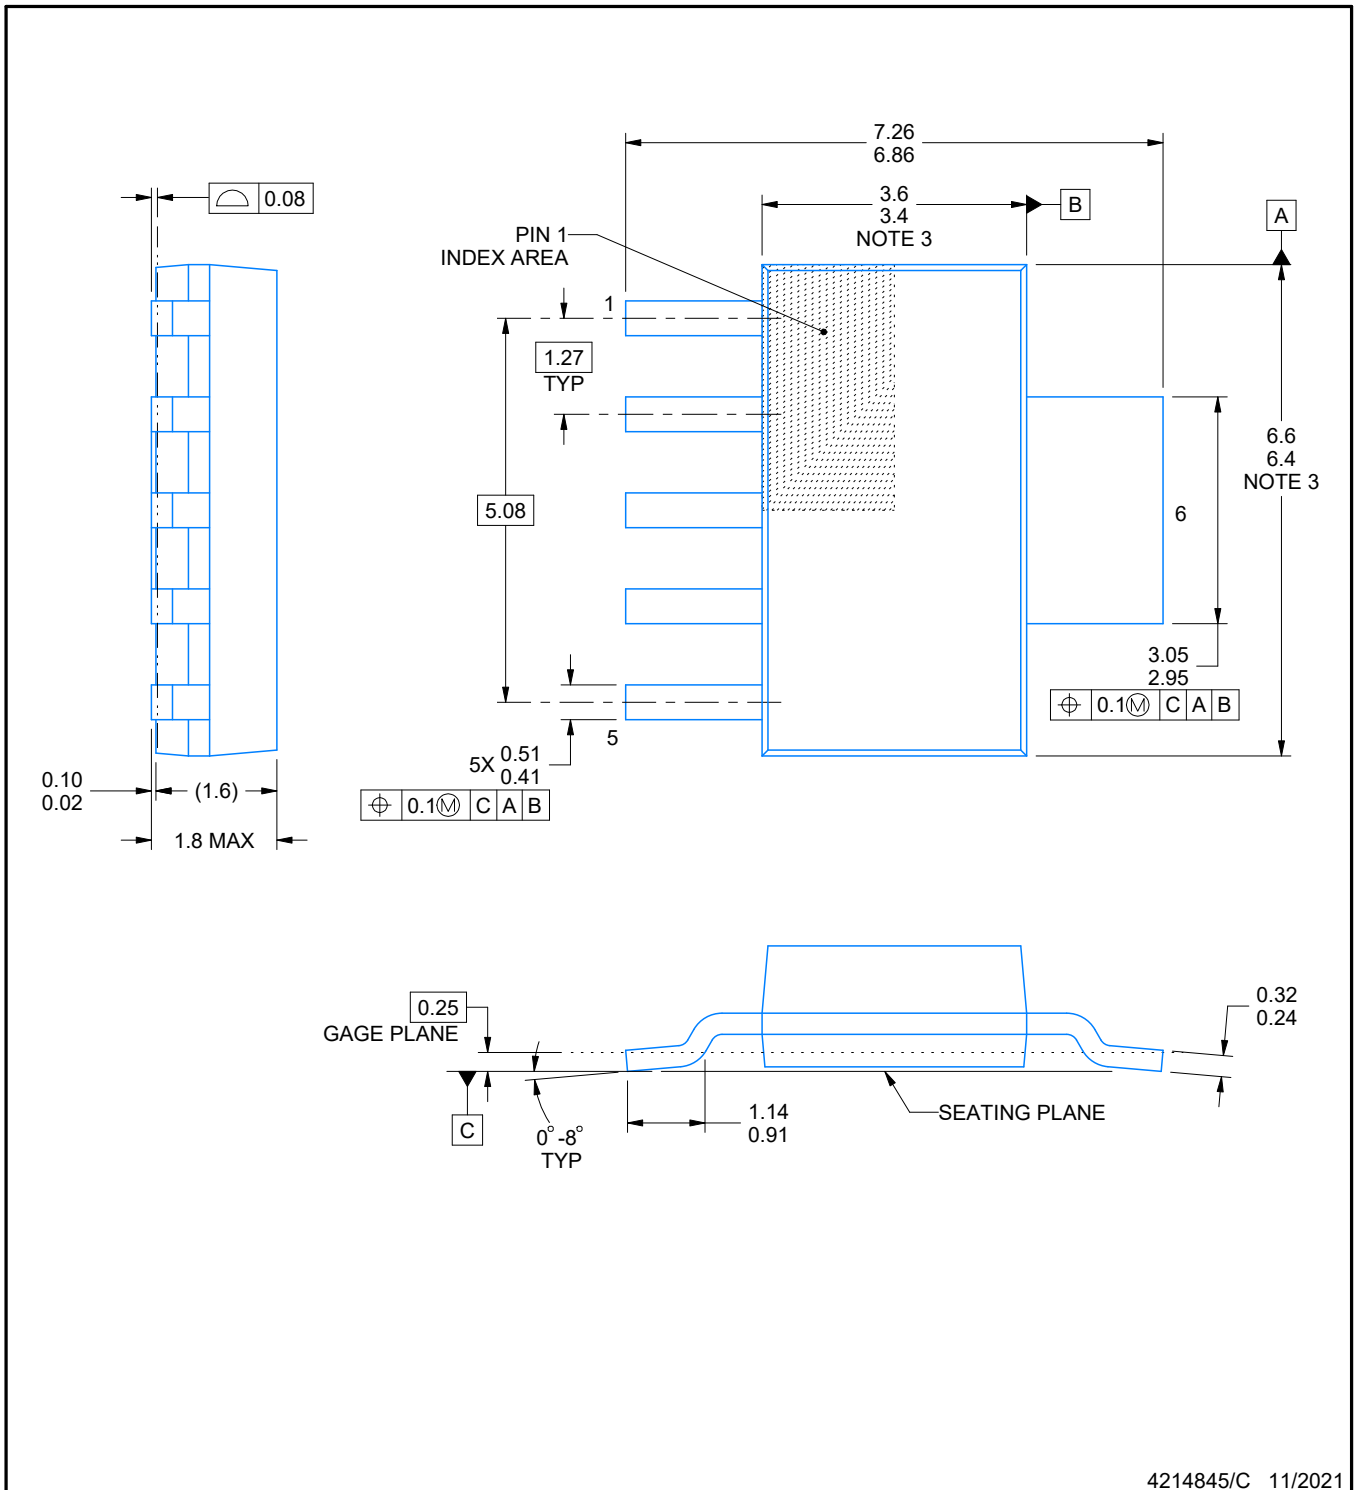 7.26
6.86
0.08
3.6
3.4
NOTE 3
B
A
PIN 1
INDEX AREA
1
1.27
TYP
5.08
6.6
6.4
NOTE 3
6
3.05
2.95
0.1Ⓜ C A B
5
5X 0.51
0.41
0.1Ⓜ C A B
0.10
0.02
(1.6)
1.8 MAX
0.25
GAGE PLANE
0.32
0.24
C
0°-8°
TYP
1.14
0.91
SEATING PLANE
4214845/C 11/2021